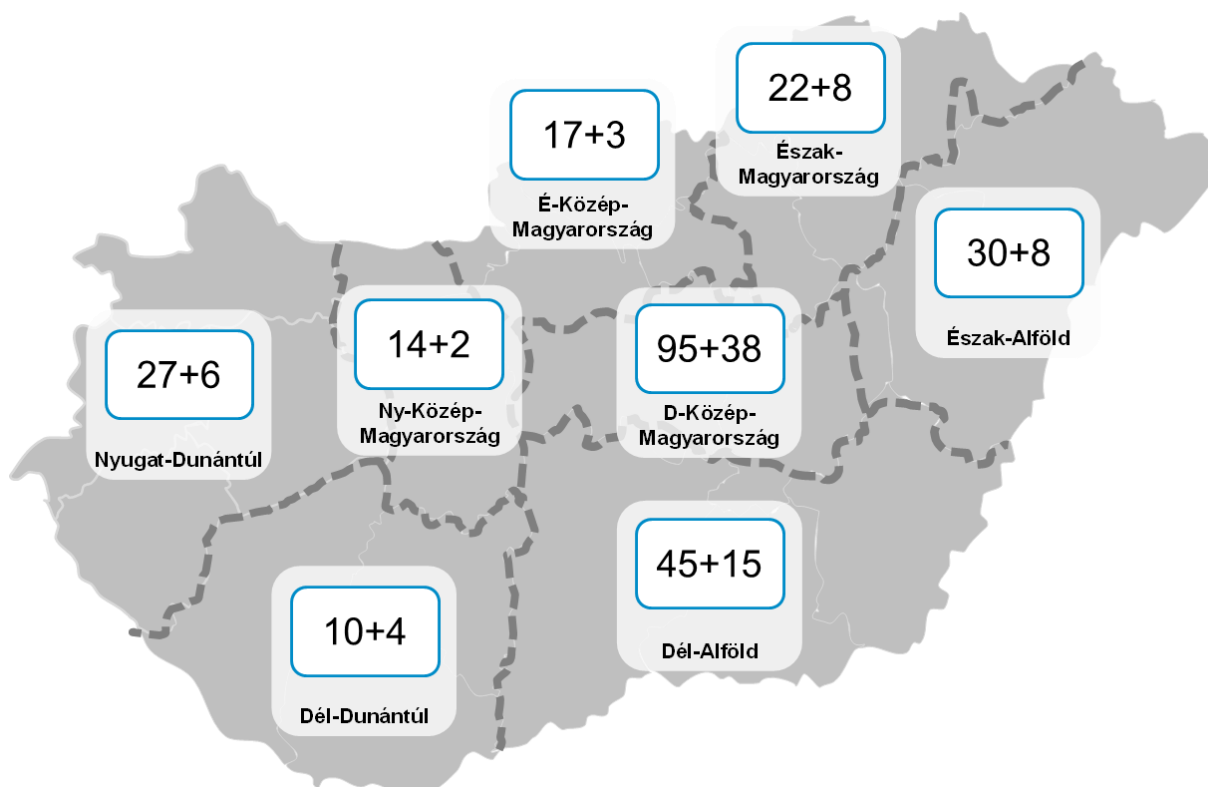 22+8
Észak-
Magyarország
17+3
É-Közép-
Magyarország
30+8
Észak-Alföld
14+2
Ny-Közép-
Magyarország
95+38
D-Közép-
Magyarország
27+6
Nyugat-Dunántúl
45+15
Dél-Alföld
10+4
Dél-Dunántúl